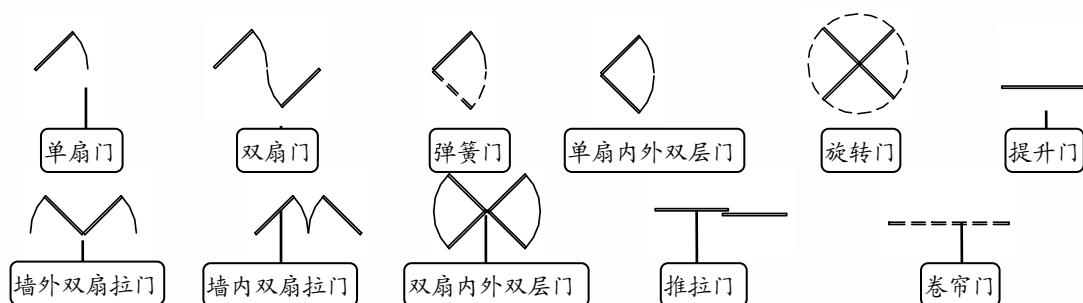 单扇门
双扇门
弹簧门
单扇内外双层门
旋转门
提升门
墙外双扇拉门
墙内双扇拉门
双扇内外双层门
推拉门
卷帘门